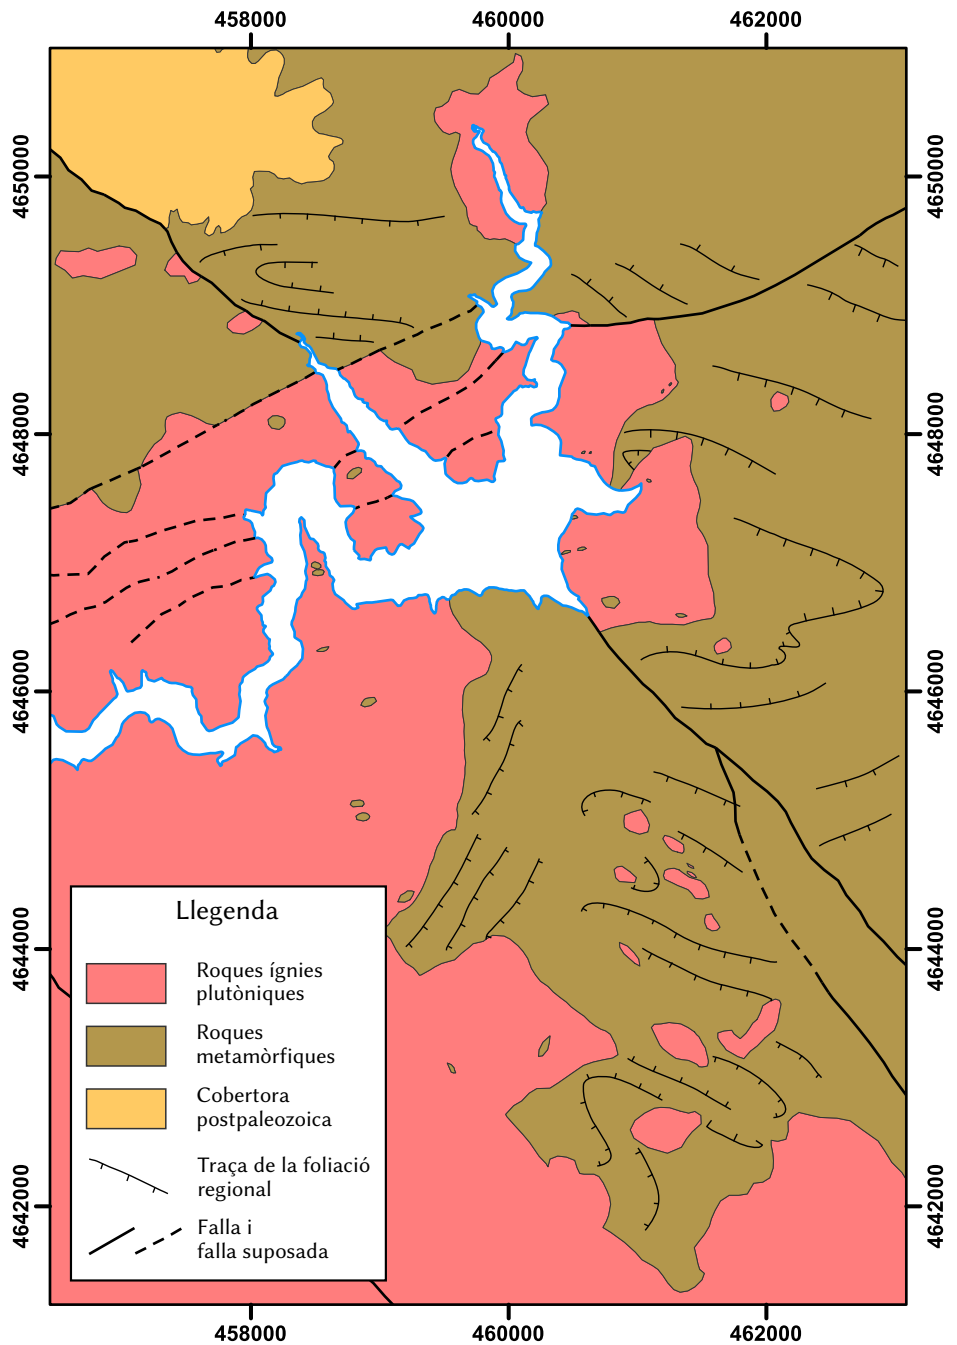 458000
460000
462000
4650000
4650000
4648000
4648000
4646000
4646000
4644000
4644000
4642000
4642000
Llegenda
Roques ígnies
plutòniques
Roques
metamòrfiques
Cobertora
postpaleozoica
Traça de la foliació
regional
Falla i
falla suposada
458000
460000
462000